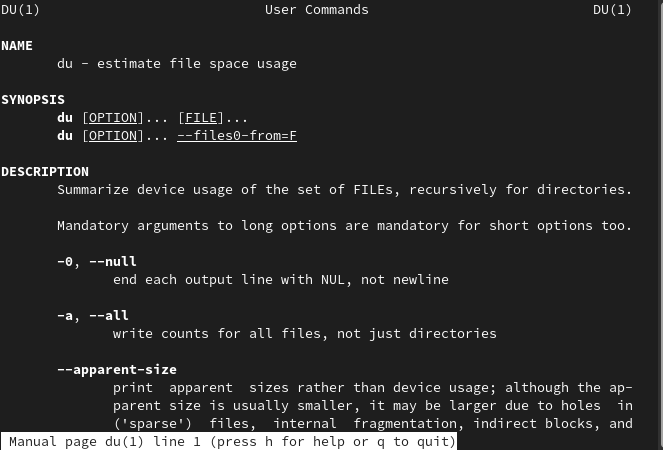 DU(1)                            User Commands                            DU(1)
NAME
du - estimate file space usage
SYNOPSIS
du [OPTION]... [FILE]...
du [OPTION]... --files0-from=F
DESCRIPTION
Summarize device usage of the set of FILEs, recursively for directories.
Mandatory arguments to long options are mandatory for short options too.
-0, --null
end each output line with NUL, not newline
-a, --all
write counts for all files, not just directories
--apparent-size
print  apparent  sizes rather than device usage; although the ap-
parent size is usually smaller, it may be larger due to holes  in
('sparse')  files,  internal  fragmentation, indirect blocks, and
Manual page du(1) line 1 (press h for help or q to quit)